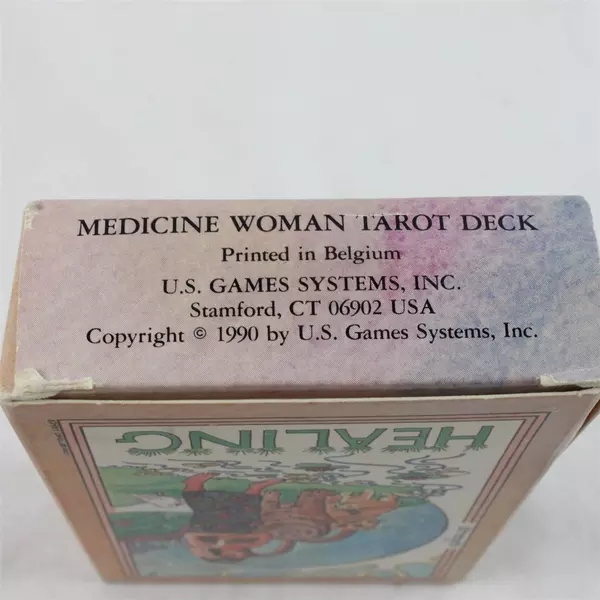 MEDICINE WOMAN TAROT DECK
Printed in Belgium
U.S. GAMES SYSTEMS, INC.
Stamford, CT 06902 USA
Copyright © 1990 by U.S. Games Systems, Inc.
HEALING